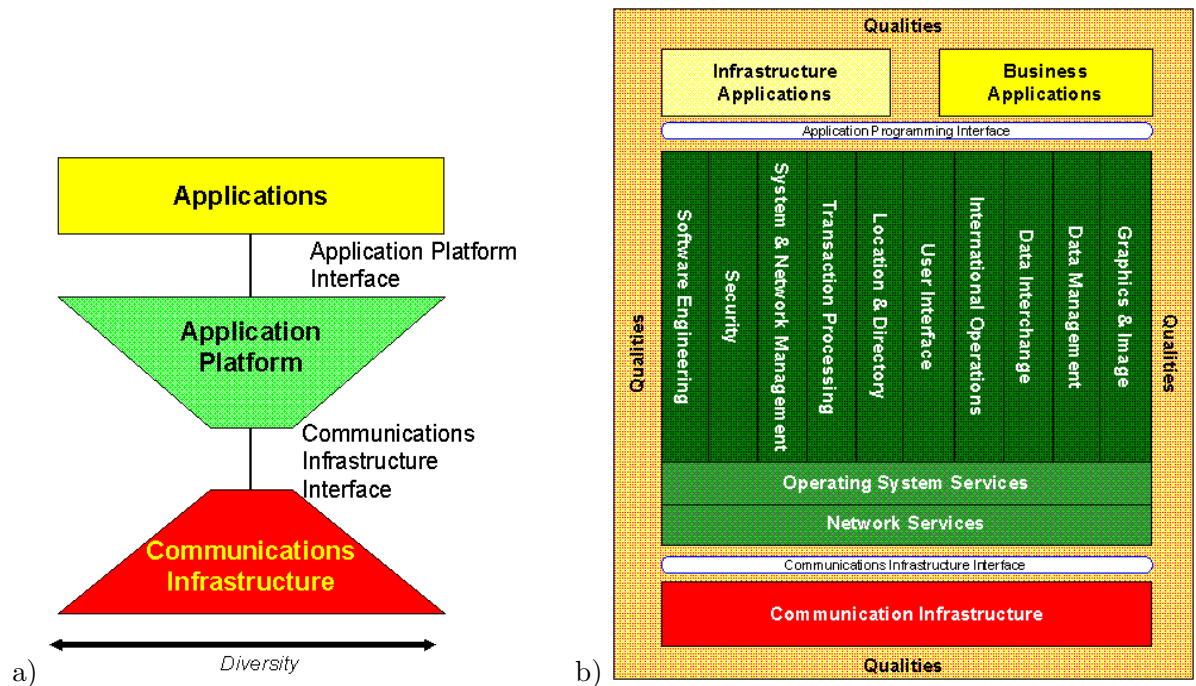 Applications
Application Platform
Interface
Application
Platform
Communications
Infrastructure
Interface
Communications
Infrastructure
Diversity
a)
Qualities
Infrastructure
Applications
Business
Applications
Application Programming Interface
Qualities
Software Engineering
Security
System & Network Management
Transaction Processing
Location & Directory
User Interface
International Operations
Data Interchange
Data Management
Graphics & Image
Qualities
Operating System Services
Network Services
Communications Infrastructure Interface
Communication Infrastructure
Qualities
b)